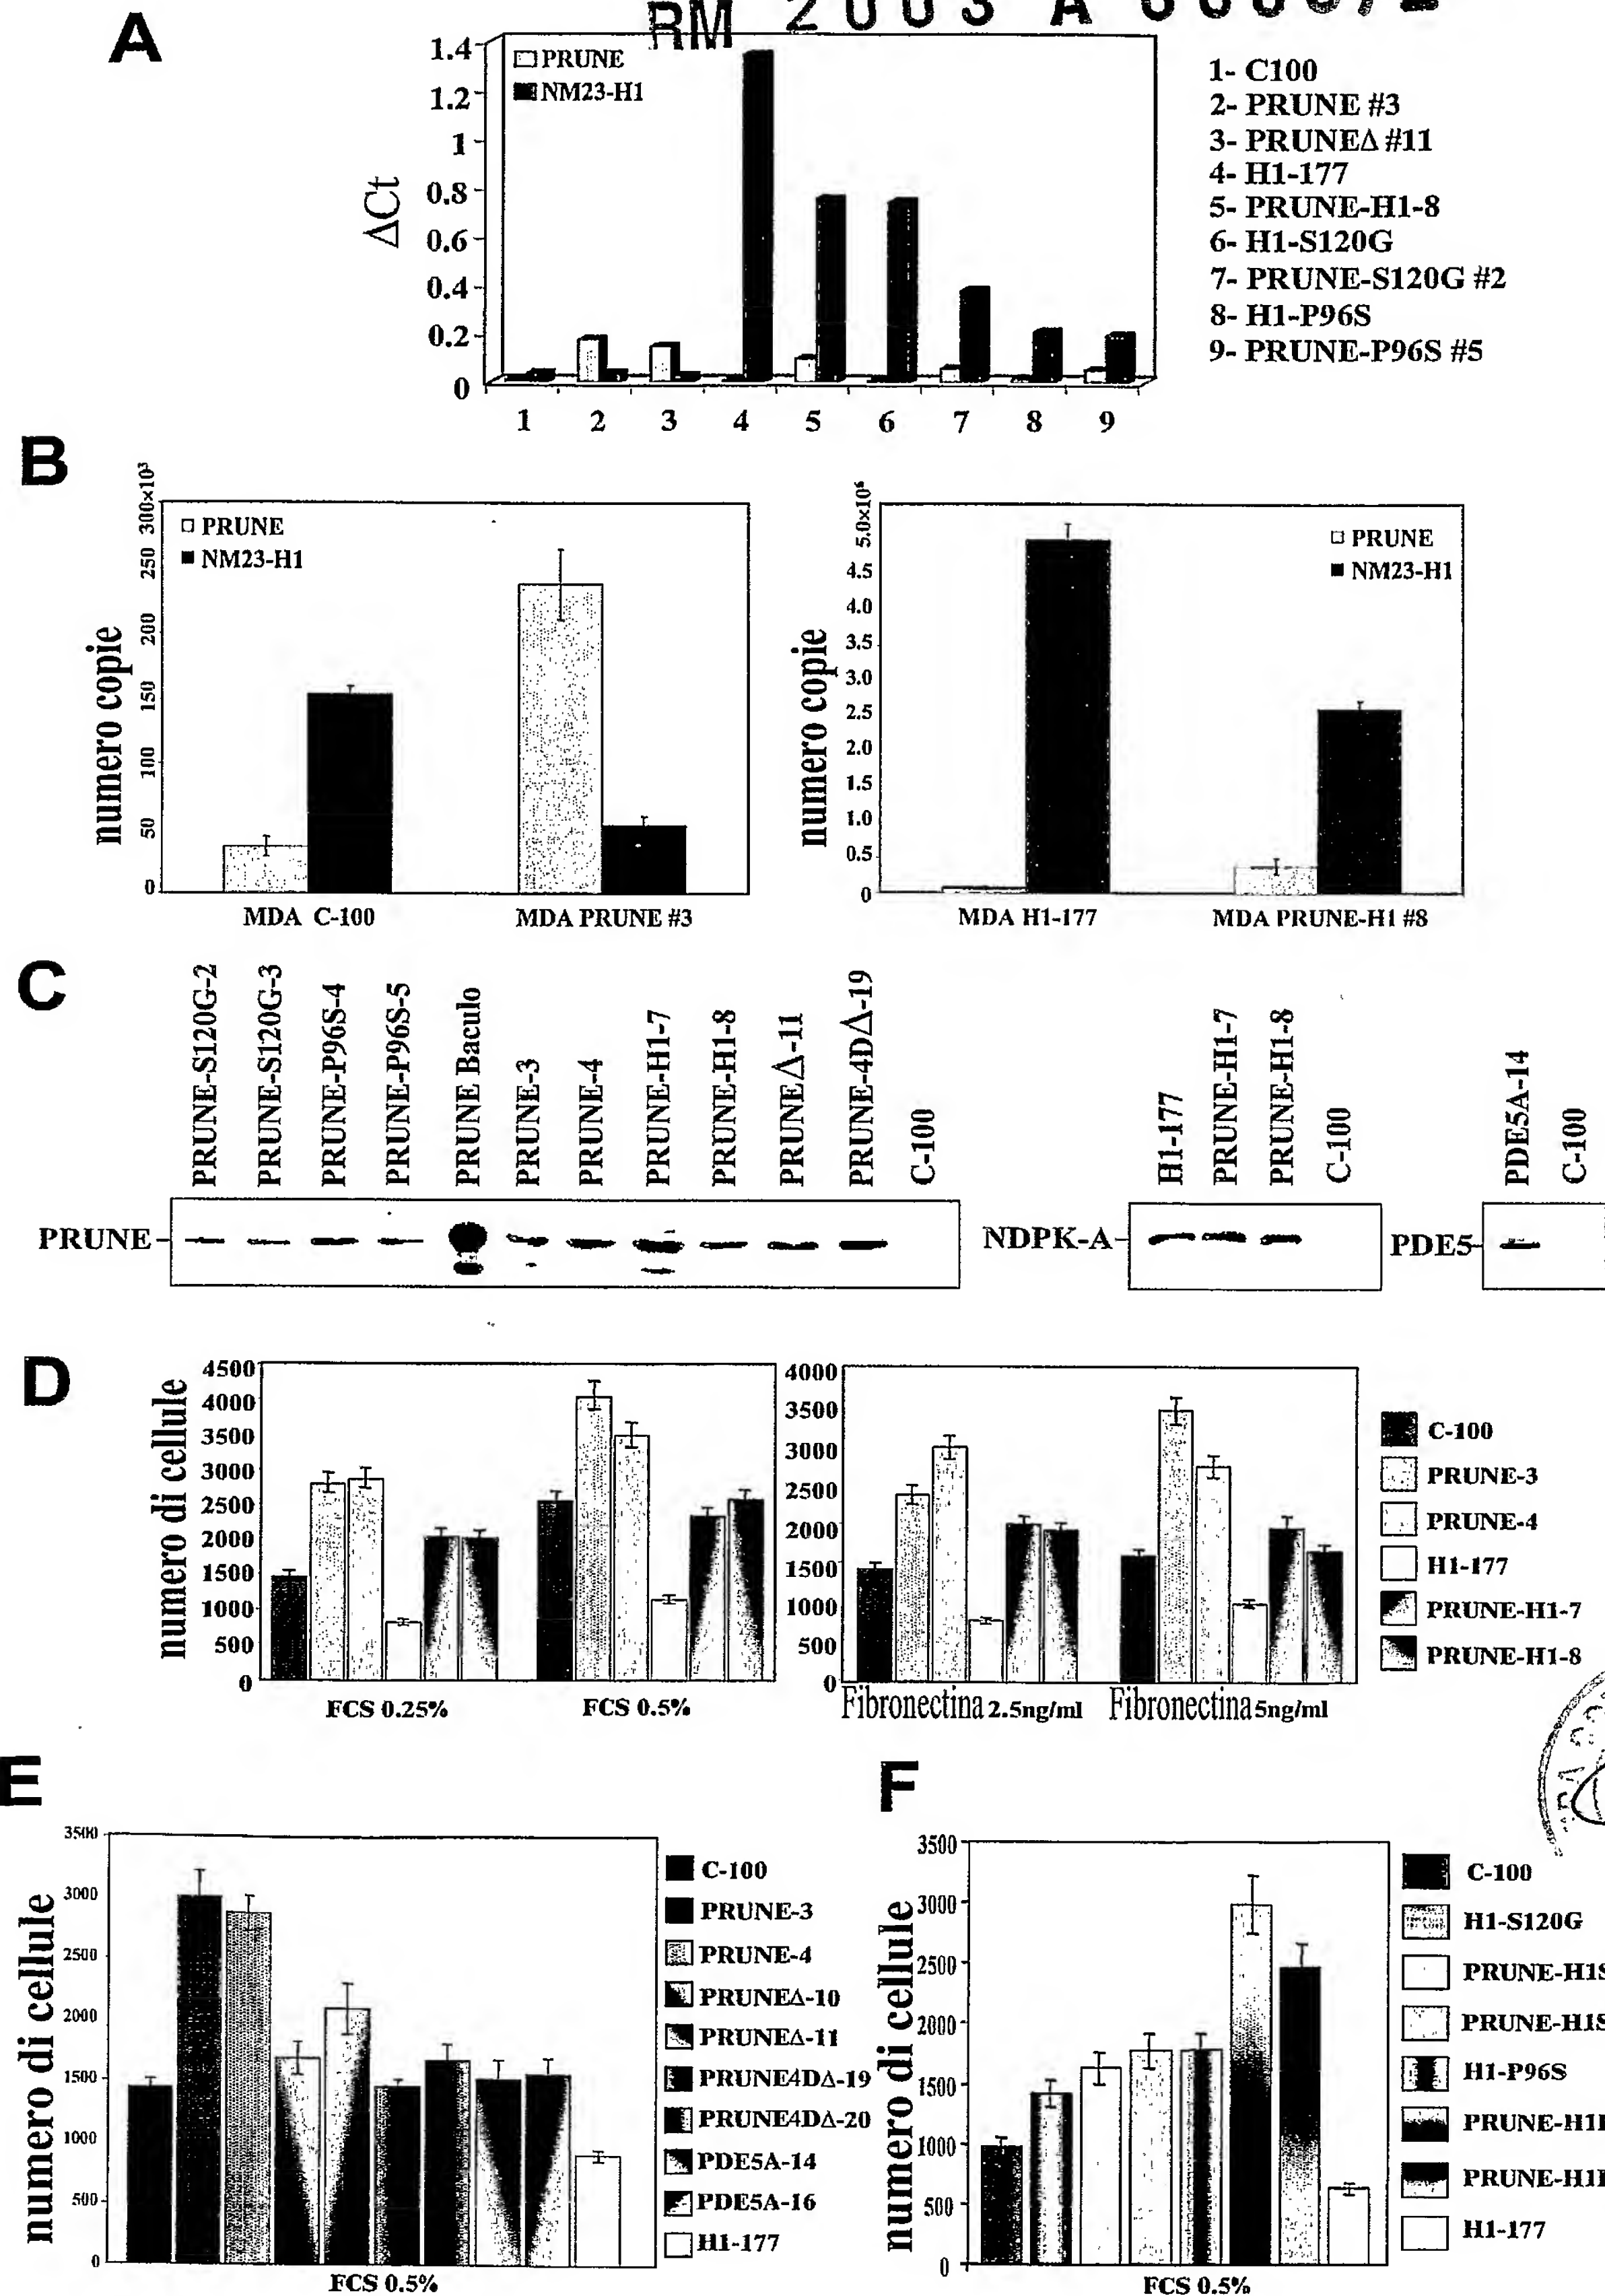 RM 2003 A
A
1.4
1.2
1
0.8
0.6
0.4
0.2
0
ΔCt
PRUNE
NM23-H1
1 2 3 4 5 6 7 8 9
1- C100
2- PRUNE #3
3- PRUNEΔ #11
4- H1-177
5- PRUNE-H1-8
6- H1-S120G
7- PRUNE-S120G #2
8- H1-P96S
9- PRUNE-P96S #5
B
numero copie
300×10³
250
200
150
100
50
0
PRUNE
NM23-H1
MDA C-100
MDA PRUNE #3
numero copie
4.5
4.0
3.5
3.0
2.5
2.0
1.5
1.0
0.5
0
PRUNE
NM23-H1
MDA H1-177
MDA PRUNE-H1 #8
C
PRUNE-S120G-2
PRUNE-S120G-3
PRUNE-P96S-4
PRUNE-P96S-5
PRUNE Baculo
PRUNE-3
PRUNE-4
PRUNE-H1-7
PRUNE-H1-8
PRUNEΔ-11
PRUNE-4DΔ-19
C-100
PRUNE
H1-177
PRUNE-H1-7
PRUNE-H1-8
C-100
NDPK-A
PDE5A-14
C-100
PDE5
D
numero di cellule
4500
4000
3500
3000
2500
2000
1500
1000
500
0
FCS 0.25%
FCS 0.5%
4000
3500
3000
2500
2000
1500
1000
500
0
Fibronectina 2.5ng/ml
Fibronectina 5ng/ml
C-100
PRUNE-3
PRUNE-4
H1-177
PRUNE-H1-7
PRUNE-H1-8
E
numero di cellule
3500
3000
2500
2000
1500
1000
500
0
FCS 0.5%
C-100
PRUNE-3
PRUNE-4
PRUNEΔ-10
PRUNEΔ-11
PRUNE4DΔ-19
PRUNE4DΔ-20
PDE5A-14
PDE5A-16
H1-177
F
numero di cellule
3500
3000
2500
2000
1500
1000
500
0
FCS 0.5%
C-100
H1-S120G
PRUNE-H1S
PRUNE-H1S
H1-P96S
PRUNE-H1
PRUNE-H1
H1-177